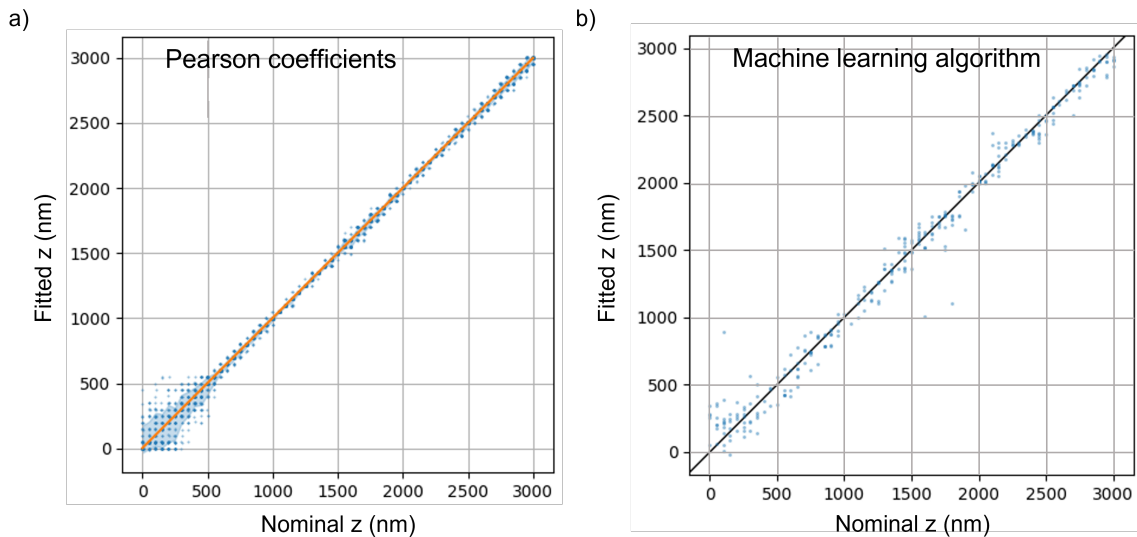 a)
Pearson coefficients
3000
2500
2000
1500
1000
500
0
0 500 1000 1500 2000 2500 3000
Fitted z (nm)
Nominal z (nm)
b)
Machine learning algorithm
3000
2500
2000
1500
1000
500
0
0 500 1000 1500 2000 2500 3000
Fitted z (nm)
Nominal z (nm)